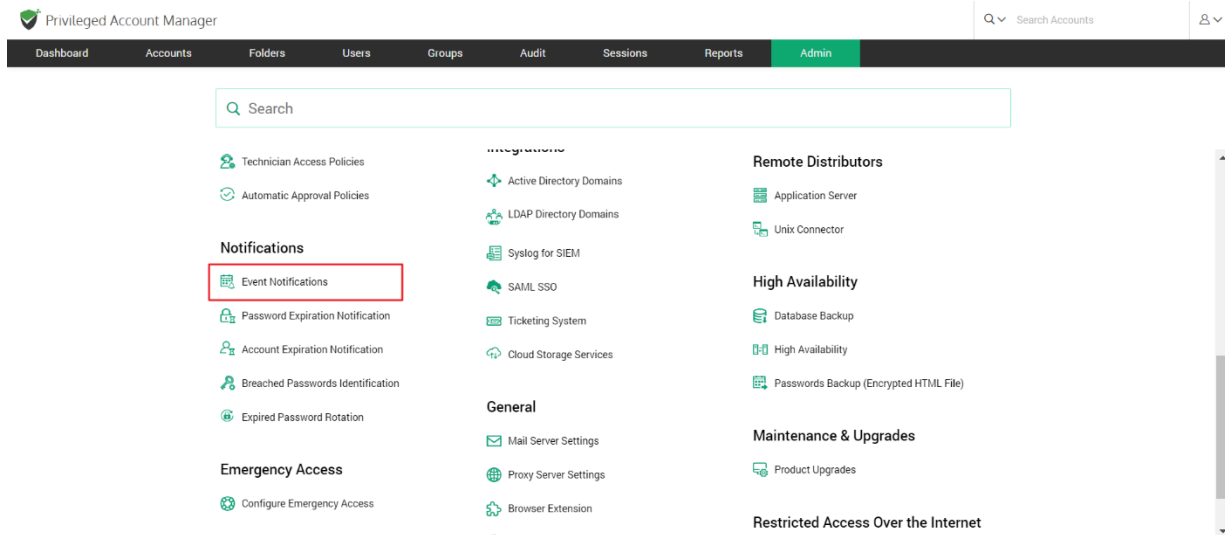 Privileged Account Manager
Search Accounts
Dashboard Accounts Folders Users Groups Audit Sessions Reports Admin
Search
Technician Access Policies
Automatic Approval Policies
Notifications
Event Notifications
Password Expiration Notification
Account Expiration Notification
Breached Passwords Identification
Expired Password Rotation
Emergency Access
Configure Emergency Access
Integrations
Active Directory Domains
LDAP Directory Domains
Syslog for SIEM
SAML SSO
Ticketing System
Cloud Storage Services
General
Mail Server Settings
Proxy Server Settings
Browser Extension
Remote Distributors
Application Server
Unix Connector
High Availability
Database Backup
High Availability
Passwords Backup (Encrypted HTML File)
Maintenance & Upgrades
Product Upgrades
Restricted Access Over the Internet